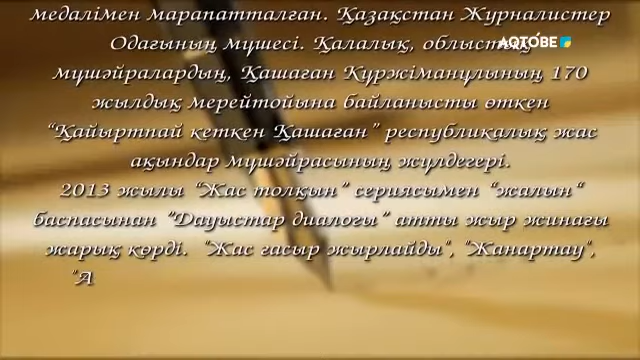 медалімен марапатталған. Қазақстан Журналистер
Одағының мүшесі. Қалалық, облыстық
AQTÓBE
мүшәйралардың, Қашаған Күржіманұлының 170
жылдық мерейтойына байланысты өткен
“Қайыртпай кеткен Қашаған” республикалық жас
ақындар мүшәйрасының жүлдегері.
2013 жылы “Жас толқын” сериясымен “жалын“
баспасынан ”Дауыстар диалогы” атты жыр жинағы
жарық көрді. "Жас ғасыр жырлайды", "Жанартау",
"А